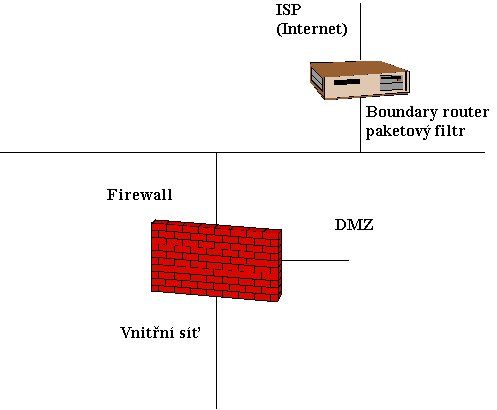 ISP
(Internet)
Boundary router
paketový filtr
Firewall
DMZ
Vnitřní síť